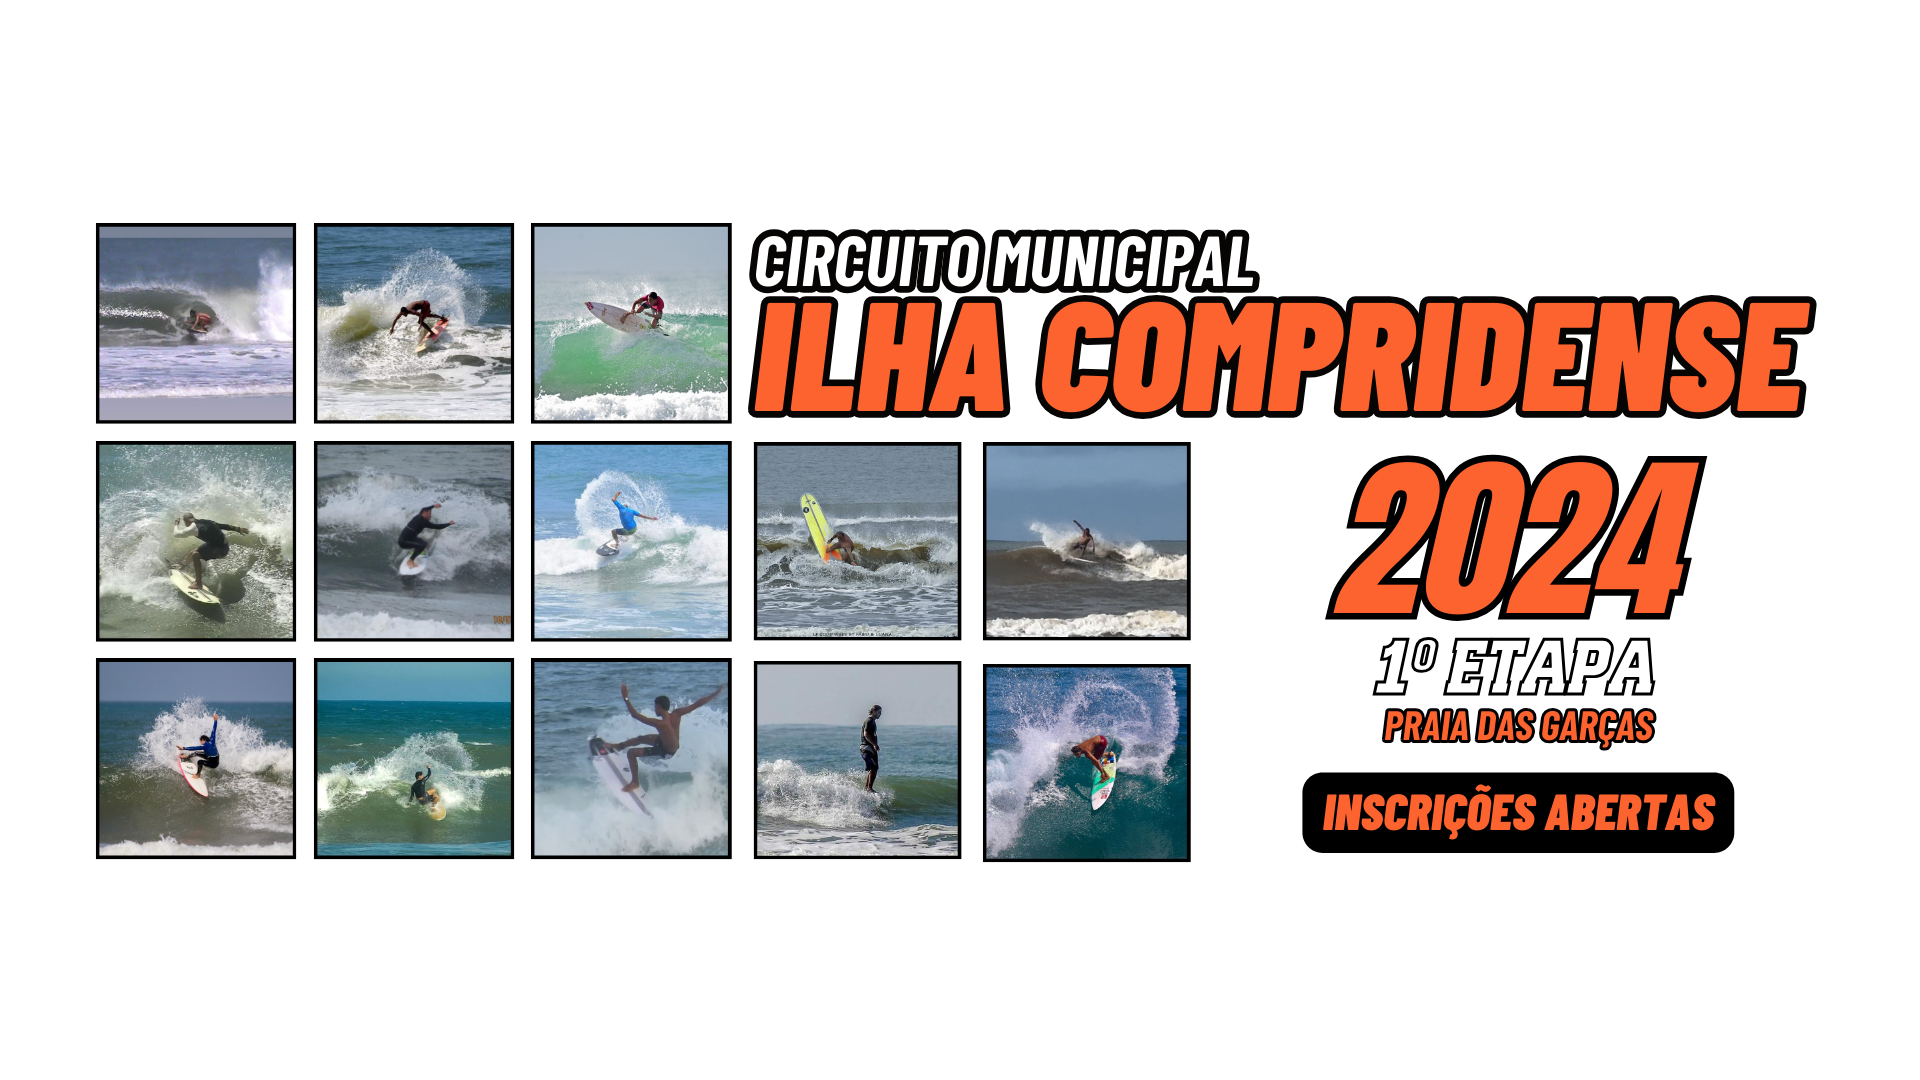 CIRCUITO MUNICIPAL
ILHA COMPRIDENSE
2024
1º ETAPA
PRAIA DAS GARÇAS
INSCRIÇÕES ABERTAS